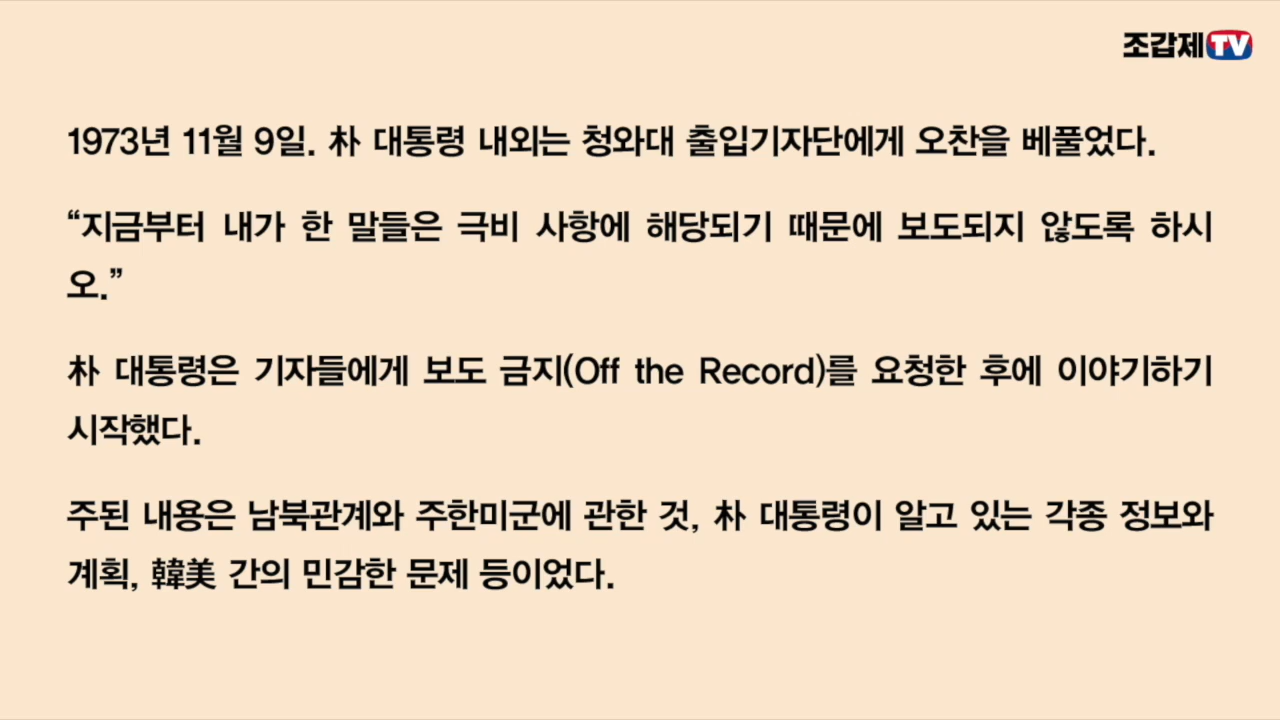 조갑제TV
1973년 11월 9일. 朴 대통령 내외는 청와대 출입기자단에게 오찬을 베풀었다.
“지금부터 내가 한 말들은 극비 사항에 해당되기 때문에 보도되지 않도록 하시
오.”
朴 대통령은 기자들에게 보도 금지(Off the Record)를 요청한 후에 이야기하기
시작했다.
주된 내용은 남북관계와 주한미군에 관한 것, 朴 대통령이 알고 있는 각종 정보와
계획, 韓美 간의 민감한 문제 등이었다.